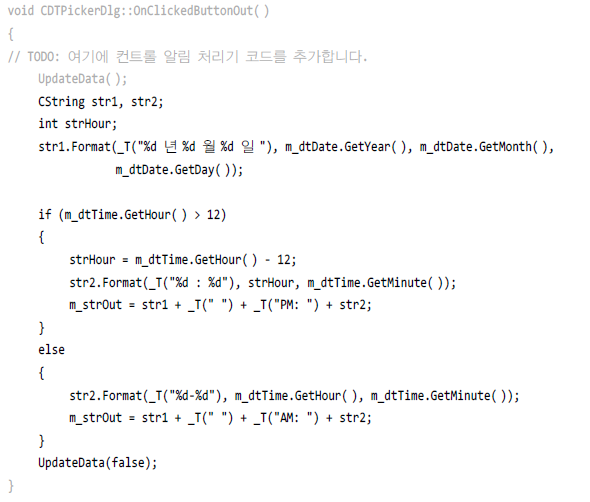 void CDTPickerDlg::OnClickedButtonOut()
{
// TODO: 여기에 컨트롤 알림 처리기 코드를 추가합니다.
UpdateData();
CString str1, str2;
int strHour;
str1.Format(_T("%d 년 %d 월 %d 일 "), m_dtDate.GetYear(), m_dtDate.GetMonth(),
m_dtDate.GetDay());
if (m_dtTime.GetHour() > 12)
{
strHour = m_dtTime.GetHour() - 12;
str2.Format(_T("%d : %d"), strHour, m_dtTime.GetMinute());
m_strOut = str1 + _T(" ") + _T("PM: ") + str2;
}
else
{
str2.Format(_T("%d-%d"), m_dtTime.GetHour(), m_dtTime.GetMinute());
m_strOut = str1 + _T(" ") + _T("AM: ") + str2;
}
UpdateData(false);
}